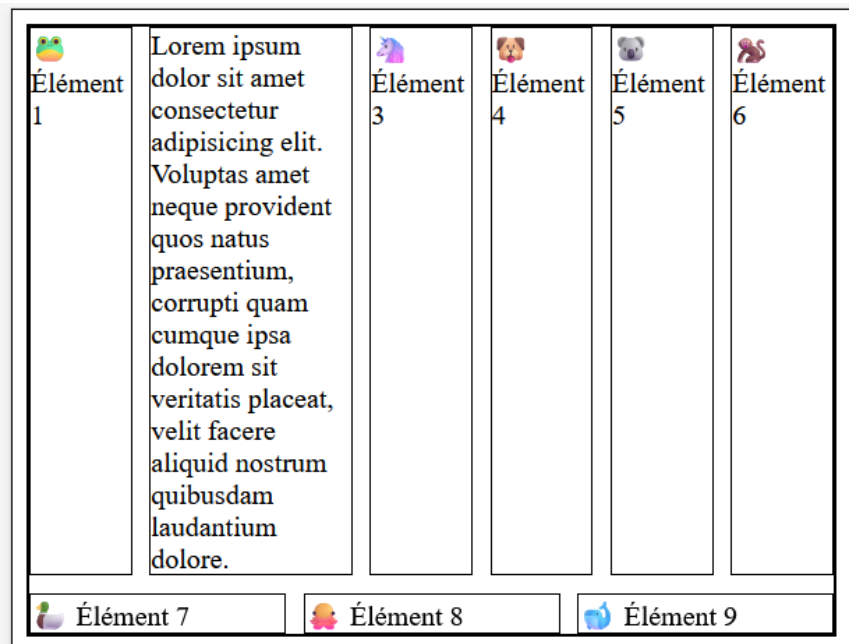 Élément
1
Lorem ipsum
dolor sit amet
consectetur
adipisicing elit.
Voluptas amet
neque provident
quos natus
praesentium,
corrupti quam
cumque ipsa
dolorem sit
veritatis placeat,
velit facere
aliquid nostrum
quibusdam
laudantium
dolore.
Élément
3
Élément
4
Élément
5
Élément
6
Élément 7
Élément 8
Élément 9